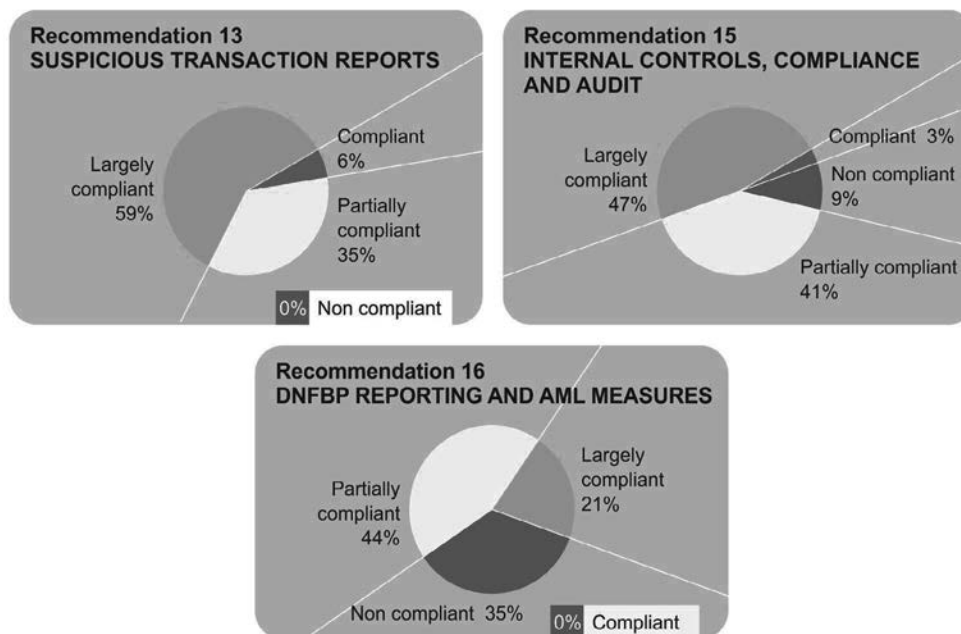 Recommendation 13
SUSPICIOUS TRANSACTION REPORTS
Compliant
6%
Largely
compliant
59%
Partially
compliant
35%
0% Non compliant
Recommendation 15
INTERNAL CONTROLS, COMPLIANCE
AND AUDIT
Compliant 3%
Largely
compliant
47%
Non compliant
9%
Partially compliant
41%
Recommendation 16
DNFBP REPORTING AND AML MEASURES
Largely
compliant
21%
Partially
compliant
44%
Non compliant 35%
0% Compliant